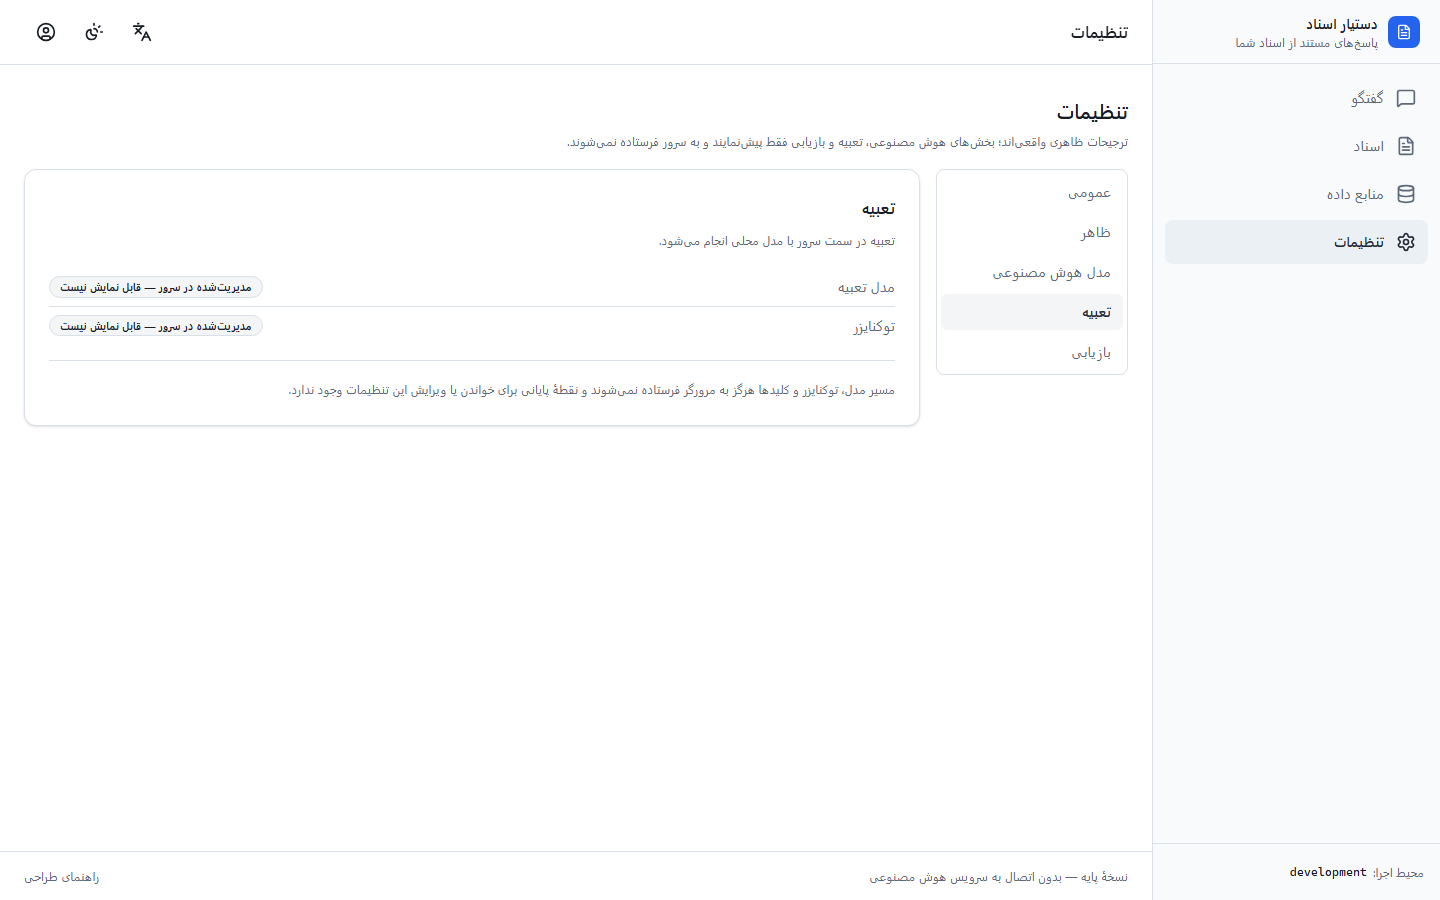 دستیار اسناد
پاسخ‌های مستند از اسناد شما
گفتگو
اسناد
منابع داده
تنظیمات
محیط اجرا: development
تنظیمات
تنظیمات
ترجیحات ظاهری واقعی‌اند؛ بخش‌های هوش مصنوعی، تعبیه و بازیابی فقط پیش‌نمایند و به سرور فرستاده نمی‌شوند.
عمومی
ظاهر
مدل هوش مصنوعی
تعبیه
بازیابی
تعبیه
تعبیه در سمت سرور با مدل محلی انجام می‌شود.
مدل تعبیه
مدیریت‌شده در سرور — قابل نمایش نیست
توکنایزر
مدیریت‌شده در سرور — قابل نمایش نیست
مسیر مدل، توکنایزر و کلیدها هرگز به مرورگر فرستاده نمی‌شوند و نقطهٔ پایانی برای خواندن یا ویرایش این تنظیمات وجود ندارد.
نسخهٔ پایه — بدون اتصال به سرویس هوش مصنوعی
راهنمای طراحی